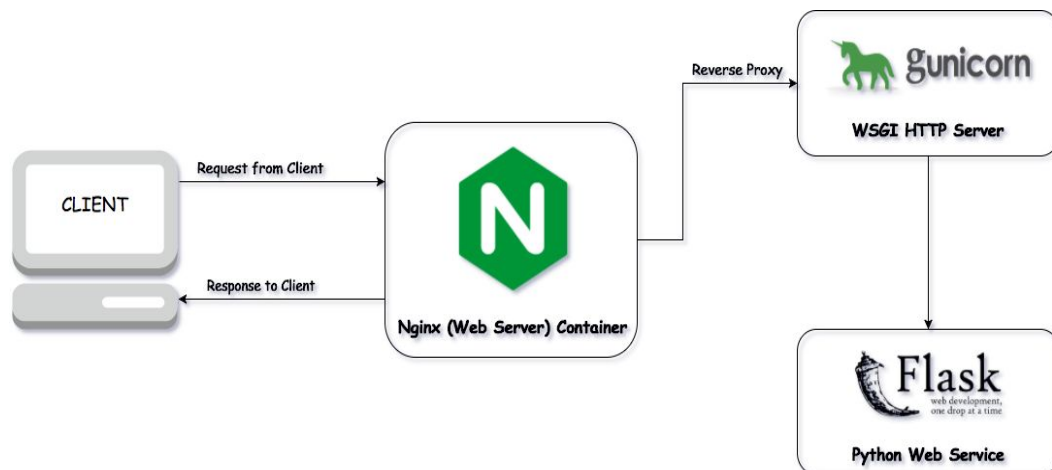 CLIENT
Request from Client
Response to Client
N
Nginx (Web Server) Container
Reverse Proxy
gunicorn
WSGI HTTP Server
Flask
web development,
one drop at a time
Python Web Service